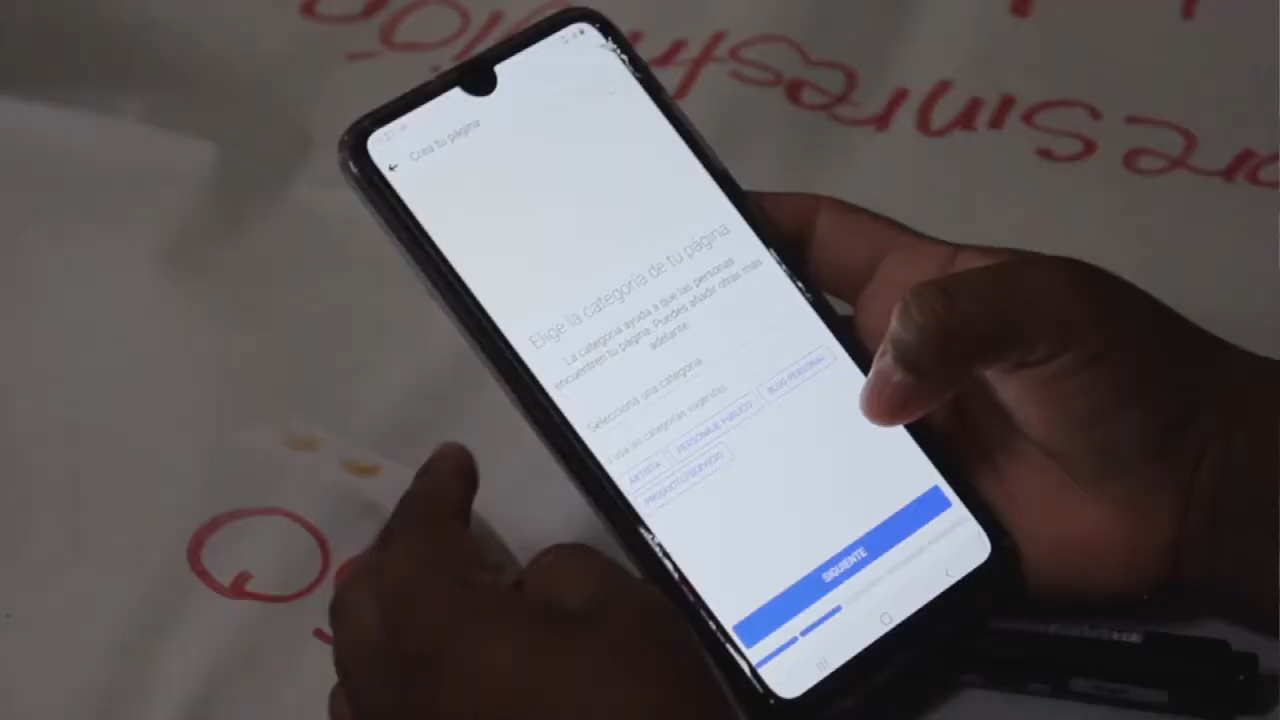 Crea tu página
Elige la categoría de tu página
La categoría ayuda a que las personas
encuentren tu página. Puedes añadir otras más
adelante.
Selecciona una categoría
Usa las categorías sugeridas
ARTISTA PERSONAJE PÚBLICO BLOG PERSONAL
PRODUCTO/SERVICIO
SIGUIENTE